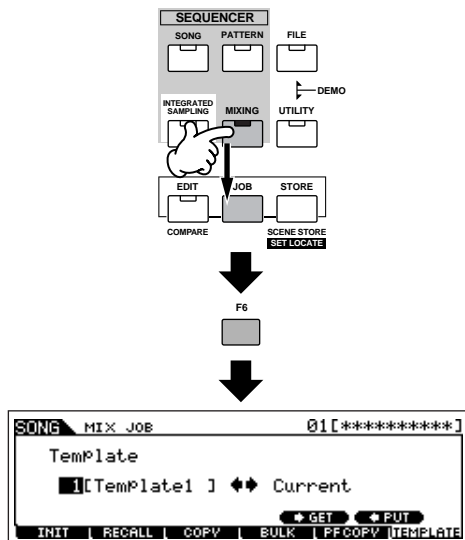 SEQUENCER
SONG PATTERN FILE
DEMO
INTEGRATED
SAMPLING MIXING UTILITY
EDIT JOB STORE
COMPARE SCENE STORE
SET LOCATE
F6
SONG MIX JOB 01[**********]
Template
1[Template1 ] Current
GET PUT
INIT RECALL COPY BULK PFCOPY TEMPLATE